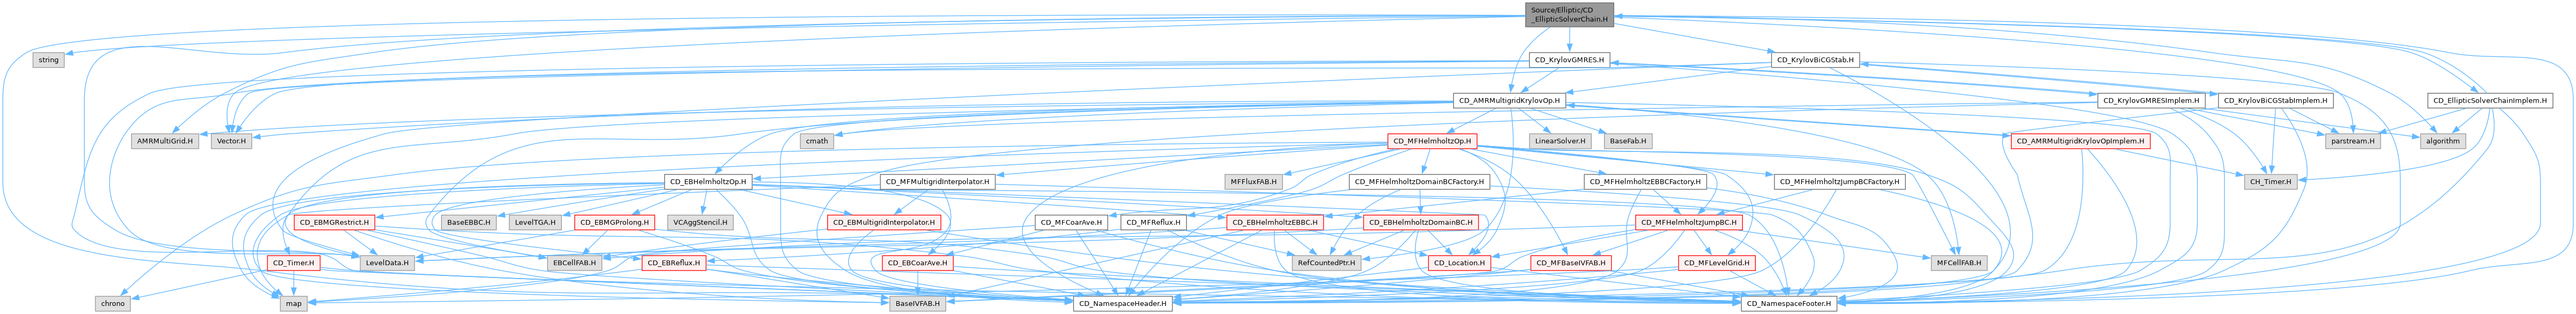 Source/Elliptic/CD
_EllipticSolverChain.H
string
CD_KrylovGMRES.H
CD_KrylovBiCGStab.H
CD_AMRMultigridKrylovOp.H
CD_KrylovGMRESImplem.H
CD_KrylovBiCGStabImplem.H
CD_EllipticSolverChainImplem.H
AMRMultiGrid.H
Vector.H
cmath
CD_MFHelmholtzOp.H
LinearSolver.H
BaseFab.H
CD_AMRMultigridKrylovOpImplem.H
parstream.H
algorithm
CD_EBHelmholtzOp.H
CD_MFMultigridInterpolator.H
MFFluxFAB.H
CD_MFHelmholtzDomainBCFactory.H
CD_MFHelmholtzEBBCFactory.H
CD_MFHelmholtzJumpBCFactory.H
CH_Timer.H
CD_EBMGRestrict.H
BaseEBBC.H
LevelTGA.H
CD_EBMGProlong.H
VCAggStencil.H
CD_EBMultigridInterpolator.H
CD_MFCoarAve.H
CD_MFReflux.H
CD_EBHelmholtzEBBC.H
CD_EBHelmholtzDomainBC.H
CD_MFHelmholtzJumpBC.H
CD_Timer.H
LevelData.H
EBCellFAB.H
CD_EBReflux.H
CD_EBCoarAve.H
RefCountedPtr.H
CD_Location.H
CD_MFBaseIVFAB.H
CD_MFLevelGrid.H
MFCellFAB.H
chrono
map
BaseIVFAB.H
CD_NamespaceHeader.H
CD_NamespaceFooter.H